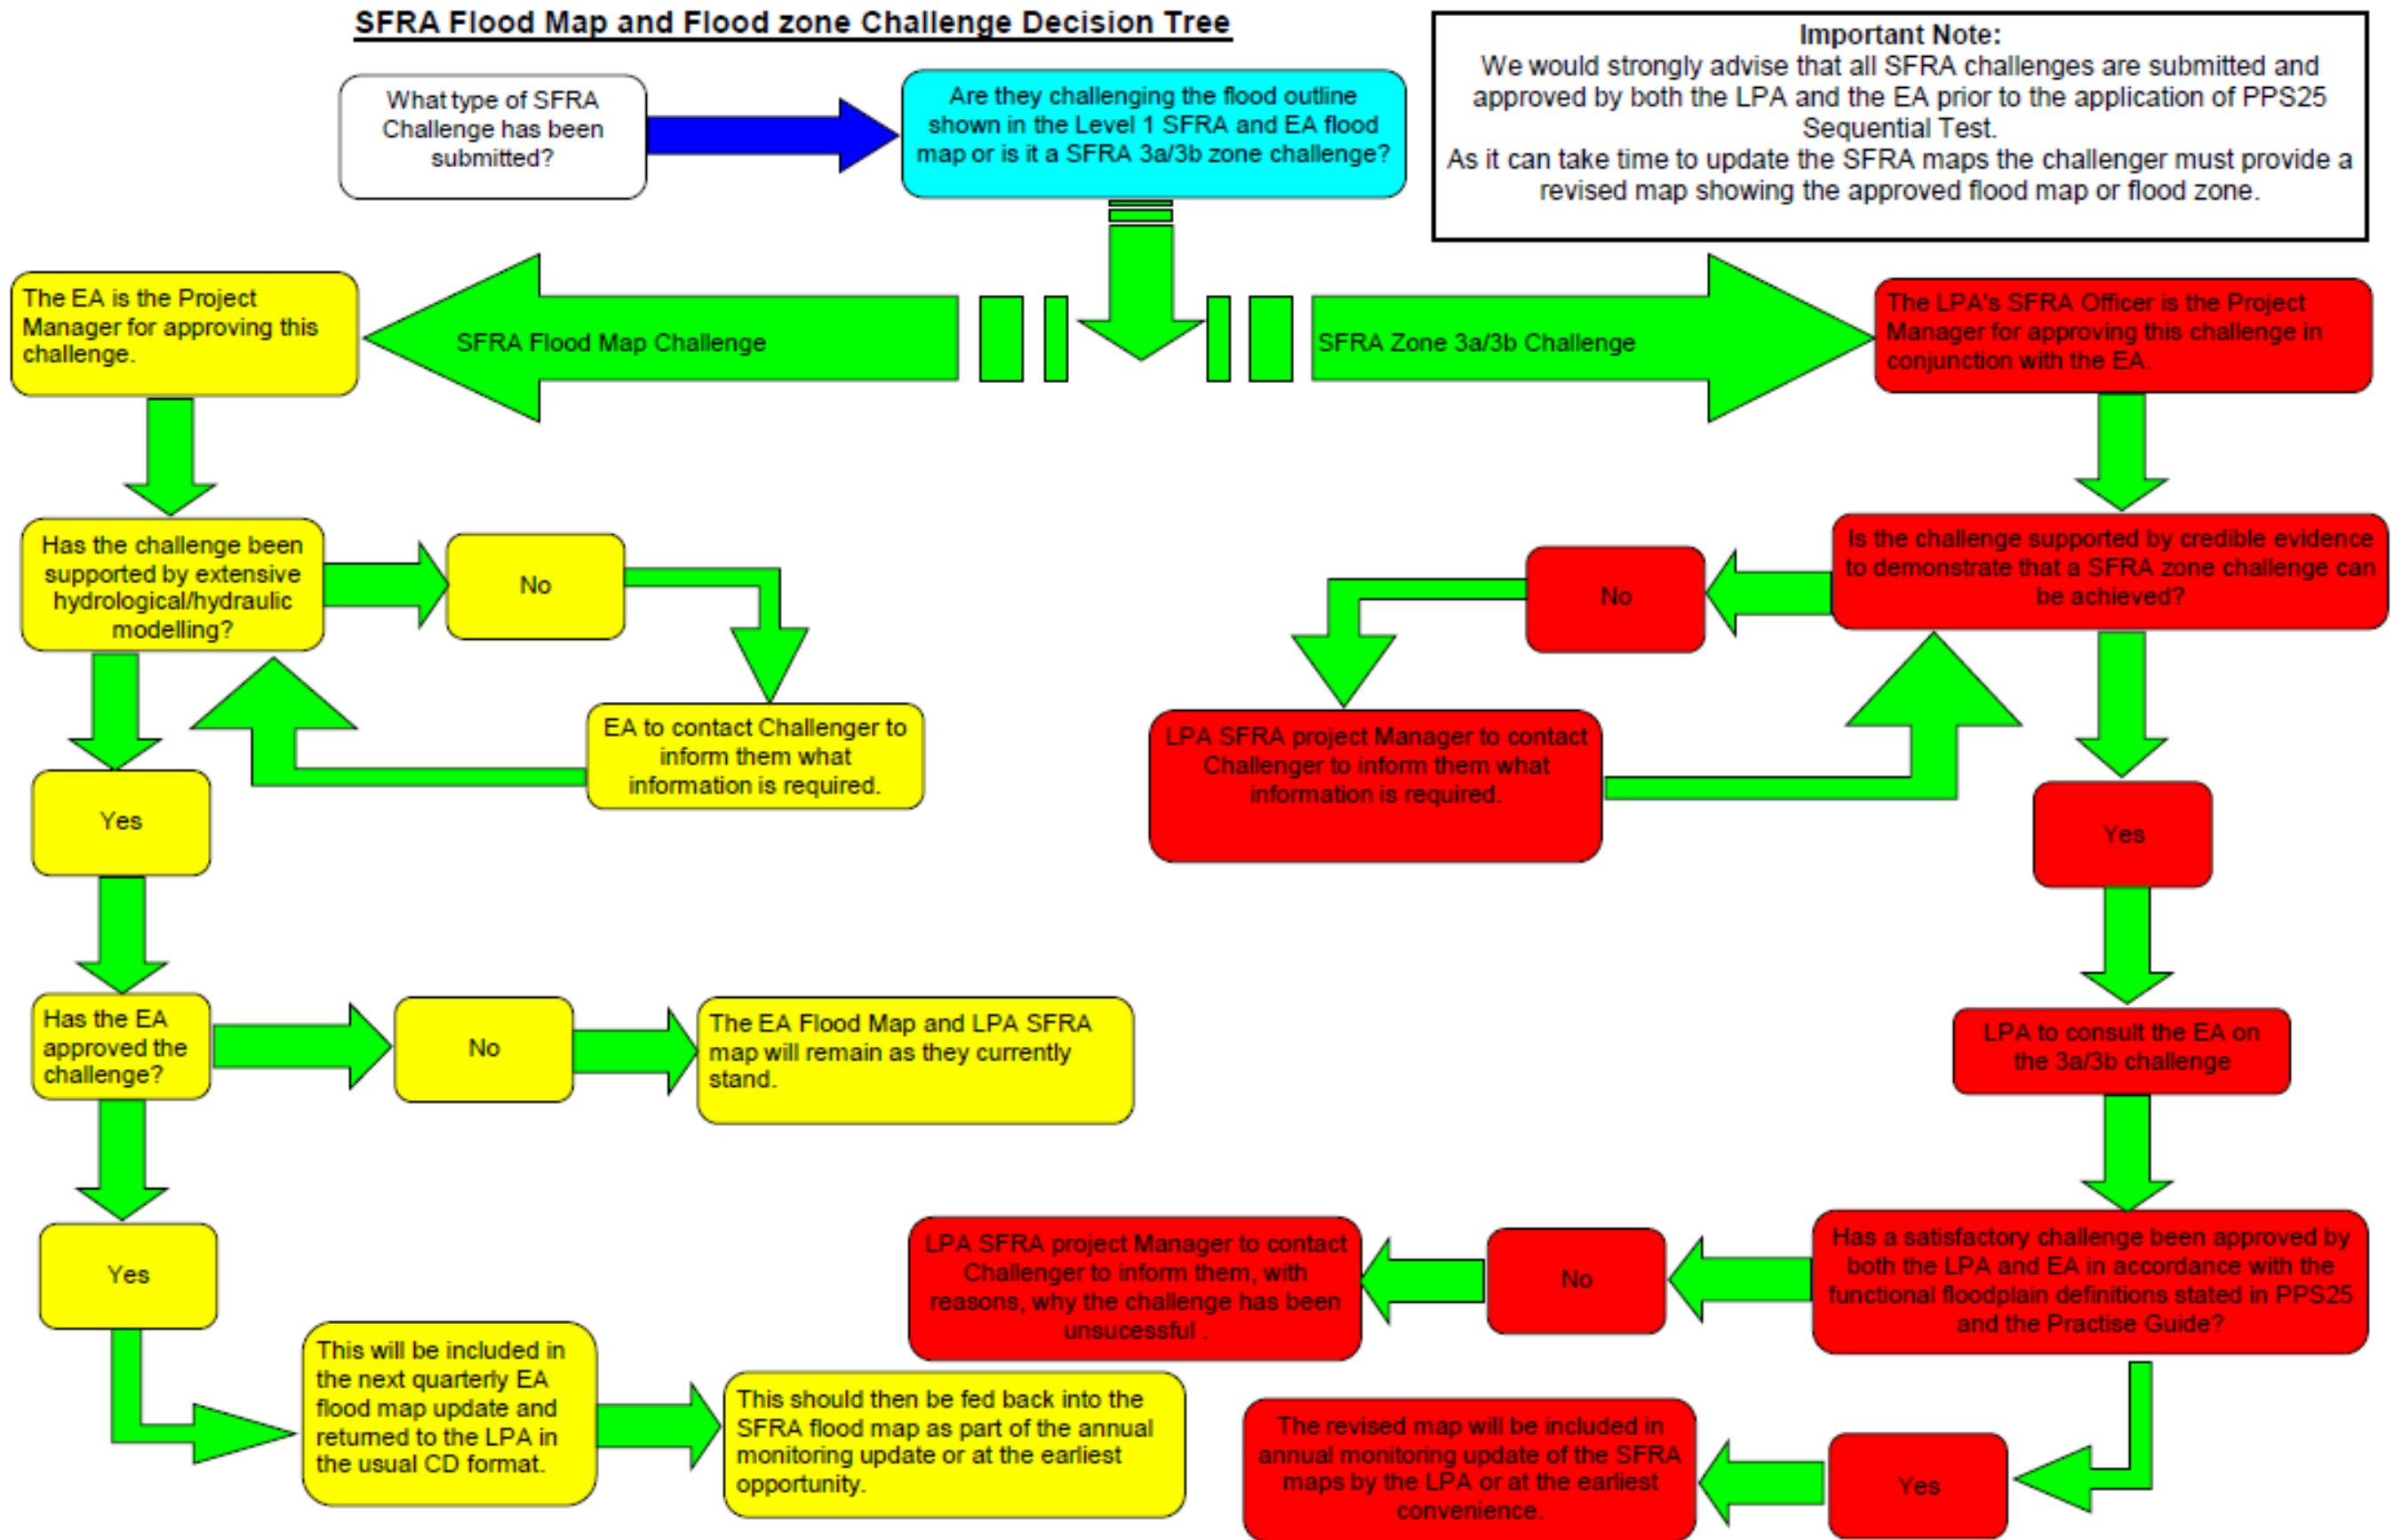 SFRA Flood Map and Flood zone Challenge Decision Tree
Important Note:
We would strongly advise that all SFRA challenges are submitted and
approved by both the LPA and the EA prior to the application of PPS25
Sequential Test.
As it can take time to update the SFRA maps the challenger must provide a
revised map showing the approved flood map or flood zone.
What type of SFRA
Challenge has been
submitted?
Are they challenging the flood outline
shown in the Level 1 SFRA and EA flood
map or is it a SFRA 3a/3b zone challenge?
SFRA Flood Map Challenge
SFRA Zone 3a/3b Challenge
The EA is the Project
Manager for approving this
challenge.
Has the challenge been
supported by extensive
hydrological/hydraulic
modelling?
No
EA to contact Challenger to
inform them what
information is required.
Yes
Has the EA
approved the
challenge?
No
The EA Flood Map and LPA SFRA
map will remain as they currently
stand.
Yes
This will be included in
the next quarterly EA
flood map update and
returned to the LPA in
the usual CD format.
This should then be fed back into the
SFRA flood map as part of the annual
monitoring update or at the earliest
opportunity.
The LPA's SFRA Officer is the Project
Manager for approving this challenge in
conjunction with the EA.
Is the challenge supported by credible evidence
to demonstrate that a SFRA zone challenge can
be achieved?
No
LPA SFRA project Manager to contact
Challenger to inform them what
information is required.
Yes
LPA to consult the EA on
the 3a/3b challenge
Has a satisfactory challenge been approved by
both the LPA and EA in accordance with the
functional floodplain definitions stated in PPS25
and the Practise Guide?
No
LPA SFRA project Manager to contact
Challenger to inform them, with
reasons, why the challenge has been
unsucessful .
Yes
The revised map will be included in
annual monitoring update of the SFRA
maps by the LPA or at the earliest
convenience.